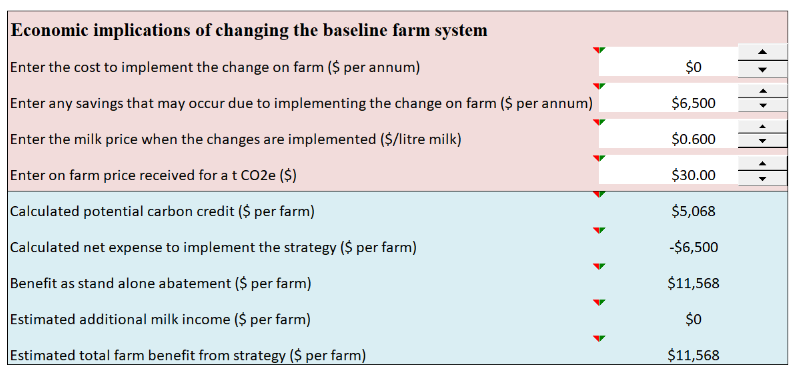 Economic implications of changing the baseline farm system
Enter the cost to implement the change on farm ($ per annum) $0
Enter any savings that may occur due to implementing the change on farm ($ per annum) $6,500
Enter the milk price when the changes are implemented ($/litre milk) $0.600
Enter on farm price received for a t CO2e ($) $30.00
Calculated potential carbon credit ($ per farm) $5,068
Calculated net expense to implement the strategy ($ per farm) -$6,500
Benefit as stand alone abatement ($ per farm) $11,568
Estimated additional milk income ($ per farm) $0
Estimated total farm benefit from strategy ($ per farm) $11,568